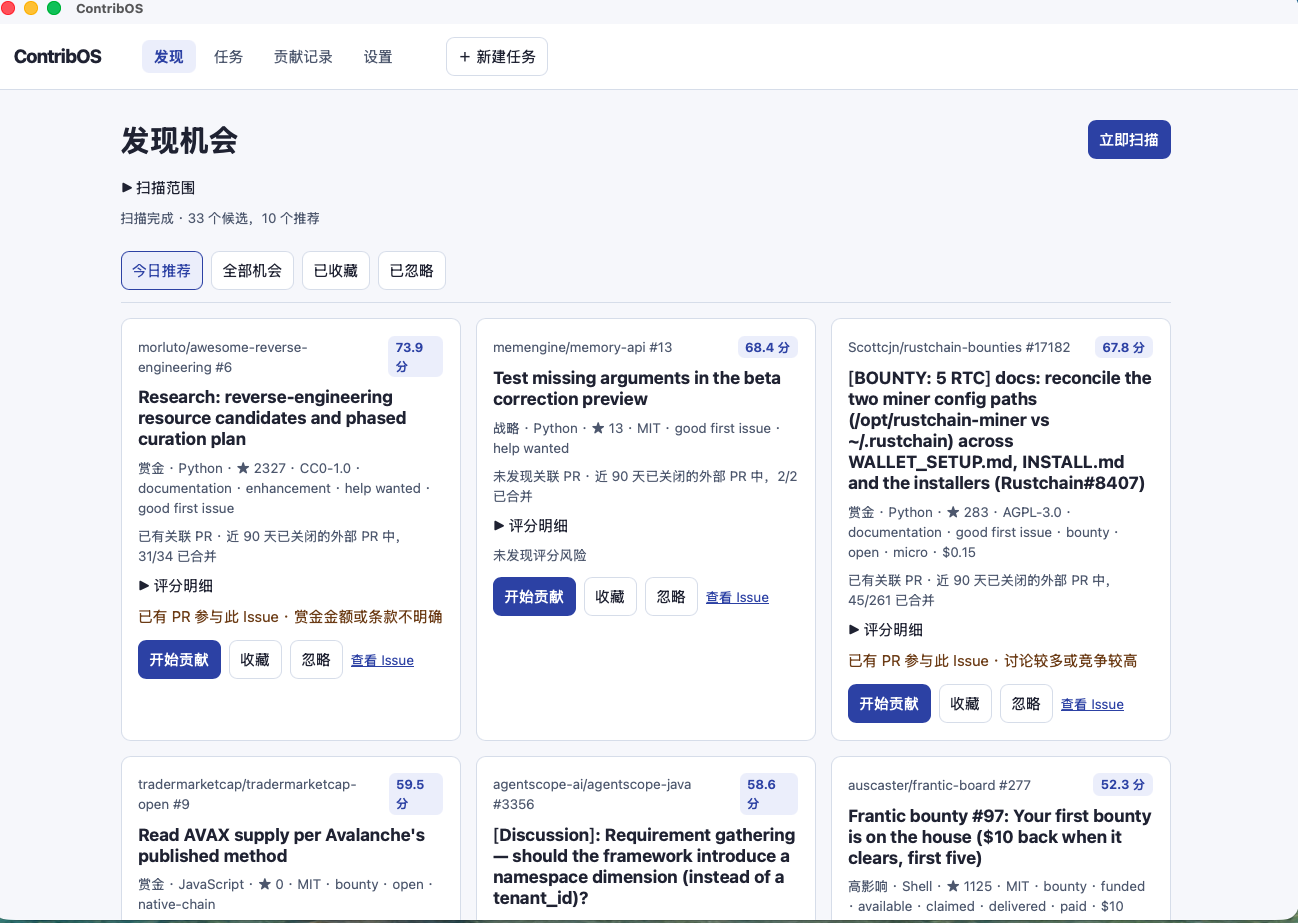 ContribOS
ContribOS 发现 任务 贡献记录 设置 + 新建任务
发现机会 立即扫描
▶ 扫描范围
扫描完成 · 33 个候选，10 个推荐
今日推荐 全部机会 已收藏 已忽略
morluto/awesome-reverse-
engineering #6
73.9
分
Research: reverse-engineering
resource candidates and phased
curation plan
赏金 · Python · ★ 2327 · CC0-1.0 ·
documentation · enhancement · help wanted ·
good first issue
已有关联 PR · 近 90 天已关闭的外部 PR 中，
31/34 已合并
▶ 评分明细
已有 PR 参与此 Issue · 赏金金额或条款不明确
开始贡献 收藏 忽略 查看 Issue
memengine/memory-api #13 68.4 分
Test missing arguments in the beta
correction preview
战略 · Python · ★ 13 · MIT · good first issue ·
help wanted
未发现关联 PR · 近 90 天已关闭的外部 PR 中，2/2
已合并
▶ 评分明细
未发现评分风险
开始贡献 收藏 忽略 查看 Issue
Scottcjn/rustchain-bounties #17182 67.8 分
[BOUNTY: 5 RTC] docs: reconcile the
two miner config paths
(/opt/rustchain-miner vs
~/.rustchain) across
WALLET_SETUP.md, INSTALL.md
and the installers (Rustchain#8407)
赏金 · Python · ★ 283 · AGPL-3.0 ·
documentation · good first issue · bounty ·
open · micro · $0.15
已有关联 PR · 近 90 天已关闭的外部 PR 中，
45/261 已合并
▶ 评分明细
已有 PR 参与此 Issue · 讨论较多或竞争较高
开始贡献 收藏 忽略 查看 Issue
tradermarketcap/tradermarketcap-
open #9
59.5
分
Read AVAX supply per Avalanche's
published method
赏金 · JavaScript · ★ 0 · MIT · bounty · open ·
native-chain
agentscope-ai/agentscope-java
#3356
58.6
分
[Discussion]: Requirement gathering
— should the framework introduce a
namespace dimension (instead of a
tenant_id)?
auscaster/frantic-board #277 52.3 分
Frantic bounty #97: Your first bounty
is on the house ($10 back when it
clears, first five)
高影响 · Shell · ★ 1125 · MIT · bounty · funded
· available · claimed · delivered · paid · $10